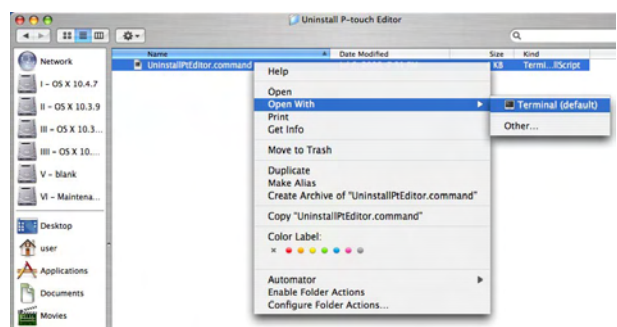 Uninstall P-touch Editor
Name
Date Modified
Size
Kind
UninstallPtEditor.command
KB
Termi...llScript
Network
I - OS X 10.4.7
II - OS X 10.3.9
III - OS X 10.3...
IIII - OS X 10....
V - blank
VI - Maintena...
Desktop
user
Applications
Documents
Movies
Help
Open
Open With
Print
Get Info
Move to Trash
Duplicate
Make Alias
Create Archive of "UninstallPtEditor.command"
Copy "UninstallPtEditor.command"
Color Label:
Automator
Enable Folder Actions
Configure Folder Actions...
Terminal (default)
Other...